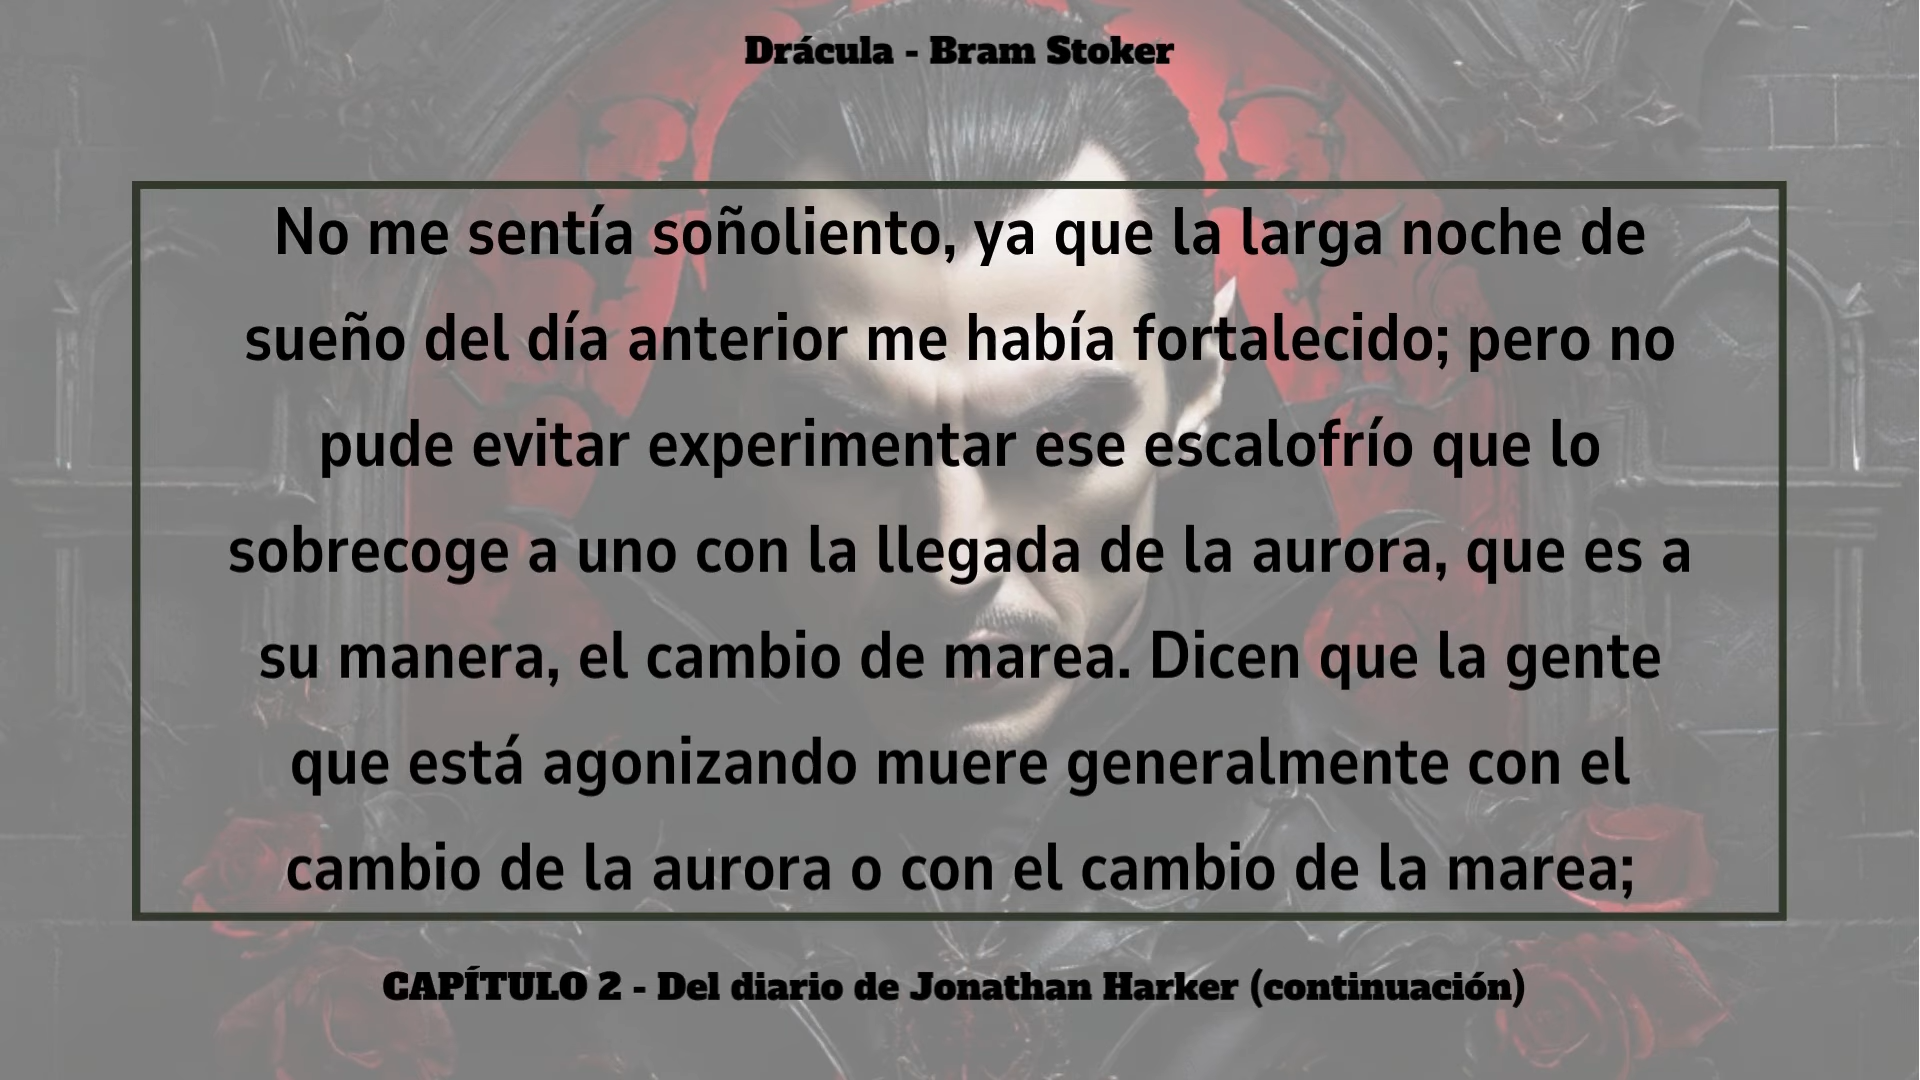 Drácula - Bram Stoker
No me sentía soñoliento, ya que la larga noche de
sueño del día anterior me había fortalecido; pero no
pude evitar experimentar ese escalofrío que lo
sobrecoge a uno con la llegada de la aurora, que es a
su manera, el cambio de marea. Dicen que la gente
que está agonizando muere generalmente con el
cambio de la aurora o con el cambio de la marea;
CAPÍTULO 2 - Del diario de Jonathan Harker (continuación)